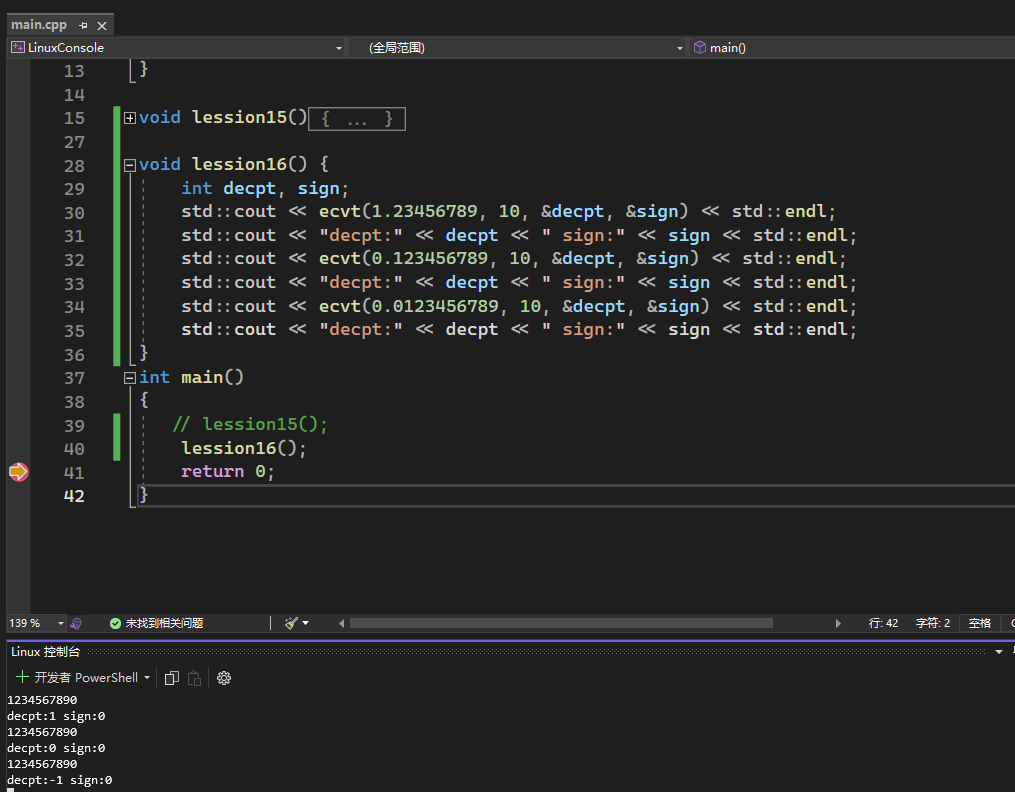 main.cpp
LinuxConsole (全局范围) main()
13 }
14
15 void lession15() { ... }
27
28 void lession16() {
29 int decpt, sign;
30 std::cout << ecvt(1.23456789, 10, &decpt, &sign) << std::endl;
31 std::cout << "decpt:" << decpt << " sign:" << sign << std::endl;
32 std::cout << ecvt(0.123456789, 10, &decpt, &sign) << std::endl;
33 std::cout << "decpt:" << decpt << " sign:" << sign << std::endl;
34 std::cout << ecvt(0.0123456789, 10, &decpt, &sign) << std::endl;
35 std::cout << "decpt:" << decpt << " sign:" << sign << std::endl;
36 }
37 int main()
38 {
39 // lession15();
40 lession16();
41 return 0;
42 }
139 % 未找到相关问题 行: 42 字符: 2 空格
Linux 控制台
开发者 PowerShell
1234567890
decpt:1 sign:0
1234567890
decpt:0 sign:0
1234567890
decpt:-1 sign:0